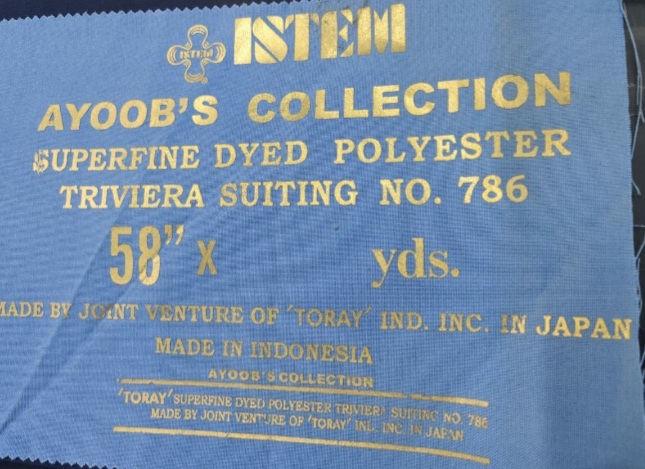 ISTEM ISTEM
AYOOB'S COLLECTION
SUPERFINE DYED POLYESTER
TRIVIERA SUITING NO. 786
58" x yds.
MADE BY JOINT VENTURE OF 'TORAY' IND. INC. IN JAPAN
MADE IN INDONESIA
AYOOB'S COLLECTION
'TORAY' SUPERFINE DYED POLYESTER TRIVIERA SUITING NO. 786
MADE BY JOINT VENTURE OF 'TORAY' IND. INC. IN JAPAN